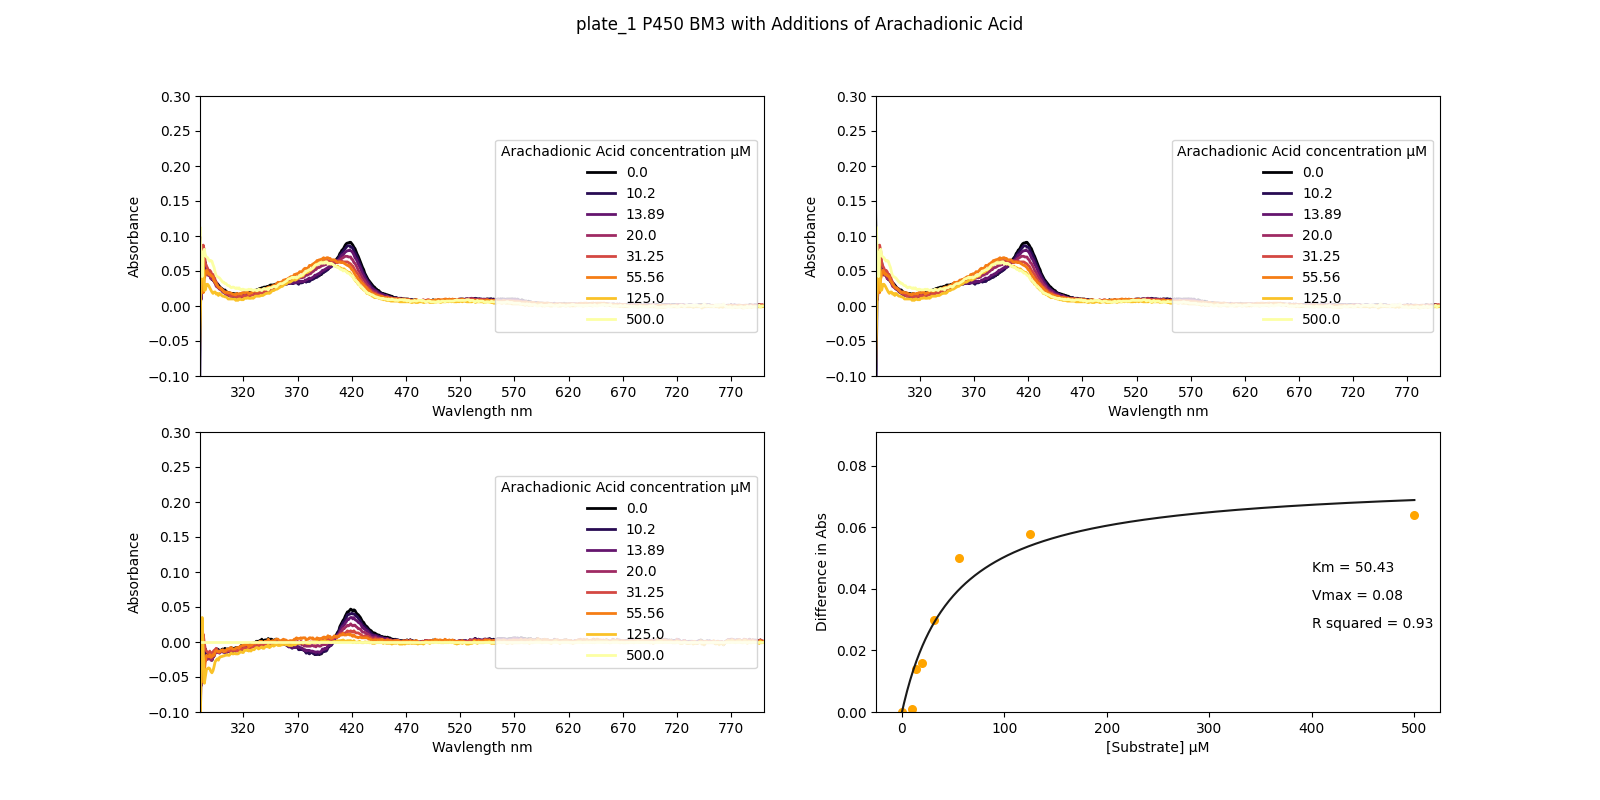 plate_1 P450 BM3 with Additions of Arachadionic Acid
0.30
0.25
0.20
0.15
0.10
0.05
0.00
−0.05
−0.10
Absorbance
320 370 420 470 520 570 620 670 720 770
Wavlength nm
Arachadionic Acid concentration µM
0.0
10.2
13.89
20.0
31.25
55.56
125.0
500.0
0.30
0.25
0.20
0.15
0.10
0.05
0.00
−0.05
−0.10
Absorbance
320 370 420 470 520 570 620 670 720 770
Wavlength nm
Arachadionic Acid concentration µM
0.0
10.2
13.89
20.0
31.25
55.56
125.0
500.0
0.30
0.25
0.20
0.15
0.10
0.05
0.00
−0.05
−0.10
Absorbance
320 370 420 470 520 570 620 670 720 770
Wavlength nm
Arachadionic Acid concentration µM
0.0
10.2
13.89
20.0
31.25
55.56
125.0
500.0
0.08
0.06
0.04
0.02
0.00
Difference in Abs
0 100 200 300 400 500
[Substrate] µM
Km = 50.43
Vmax = 0.08
R squared = 0.93